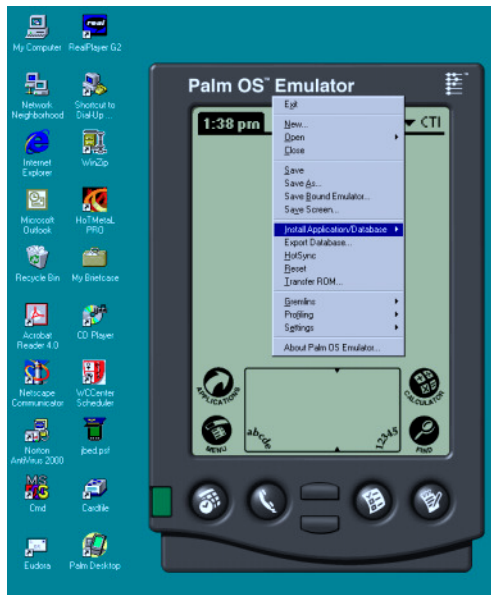 My Computer
RealPlayer G2
Network
Neighborhood
Shortcut to
Dial-Up ...
Internet
Explorer
WinZip
Microsoft
Outlook
HoTMetaL
PRO
Recycle Bin
My Briefcase
Acrobat
Reader 4.0
CD Player
Netscape
Communicator
WCCenter
Scheduler
Norton
AntiVirus 2000
jbed.psf
Cmd
Cardfile
Eudora
Palm Desktop
real
MS
Palm OS™ Emulator
1:38 pm
CTI
Exit
New...
Open
Close
Save
Save As...
Save Bound Emulator...
Save Screen...
Install Application/Database
Export Database...
HotSync
Reset
Transfer ROM...
Gremlins
Profiling
Settings
About Palm OS Emulator...
APPLICATIONS
CALCULATOR
MENU
abcde
12345
FIND